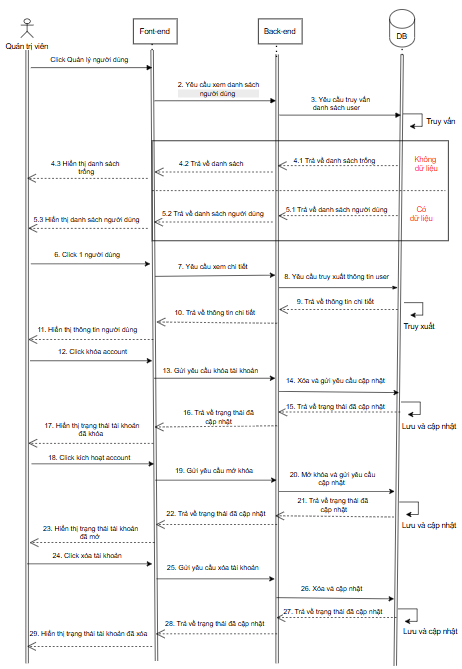 Quản trị viên
Font-end
Back-end
DB
Click Quản lý người dùng
2. Yêu cầu xem danh sách
người dùng
3. Yêu cầu truy vấn
danh sách user
Truy vấn
4.3 Hiển thị danh sách
trống
4.2 Trả về danh sách
4.1 Trả về danh sách trống
Không
dữ liệu
5.3 Hiển thị danh sách người dùng
5.2 Trả về danh sách người dùng
5.1 Trả về danh sách người dùng
Có
dữ liệu
6. Click 1 người dùng
7. Yêu cầu xem chi tiết
8. Yêu cầu truy xuất thông tin user
9. Trả về thông tin chi tiết
10. Trả về thông tin chi tiết
Truy xuất
11. Hiển thị thông tin người dùng
12. Click khóa account
13. Gửi yêu cầu khóa tài khoản
14. Xóa và gửi yêu cầu cập nhật
15. Trả về trạng thái đã cập nhật
16. Trả về trạng thái đã
cập nhật
Lưu và cập nhật
17. Hiển thị trạng thái tài khoản
đã khóa
18. Click kích hoạt account
19. Gửi yêu cầu mở khóa
20. Mở khóa và gửi yêu cầu
cập nhật
21. Trả về trạng thái đã
cập nhật
22. Trả về trạng thái đã cập nhật
Lưu và cập nhật
23. Hiển thị trạng thái tài khoản
đã mở
24. Click xóa tài khoản
25. Gửi yêu cầu xóa tài khoản
26. Xóa và cập nhật
27. Trả về trạng thái đã cập nhật
28. Trả về trạng thái đã cập nhật
Lưu và cập nhật
29. Hiển thị trạng thái tài khoản đã xóa